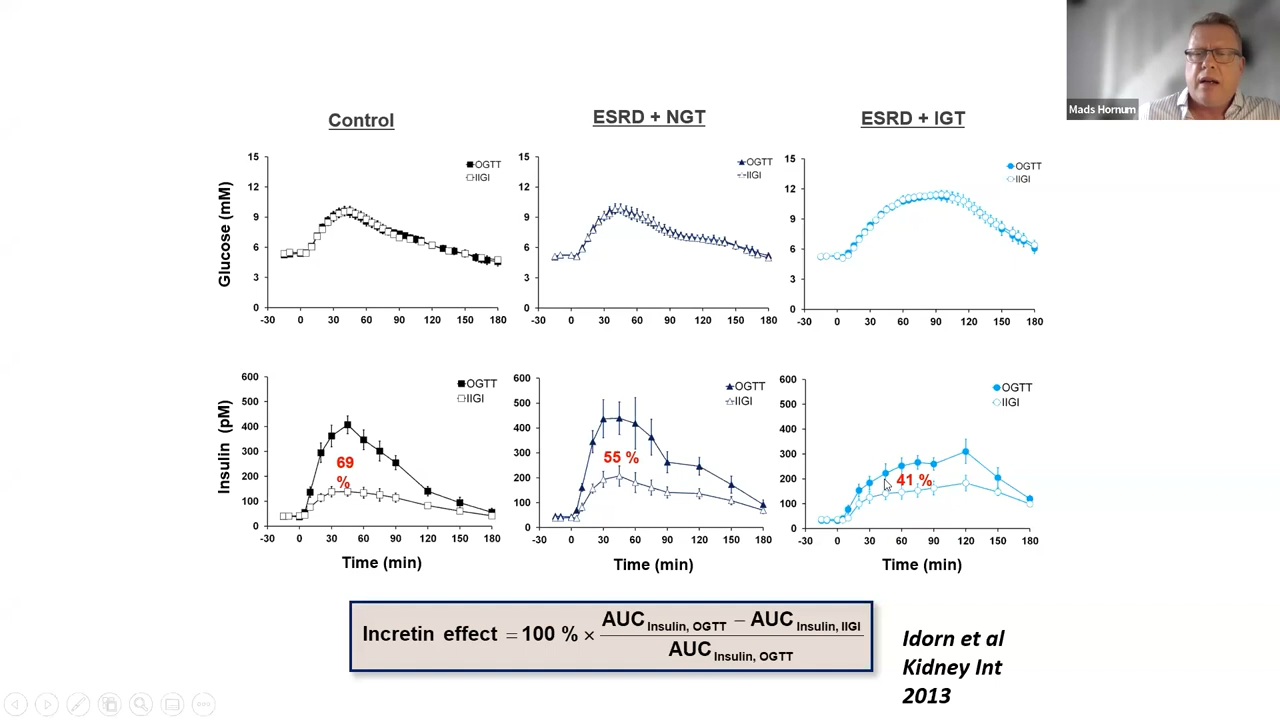 Mads Hornum
Control
ESRD + NGT
ESRD + IGT
Glucose (mM)
15
12
9
6
3
0
-30 0 30 60 90 120 150 180
OGTT
IIGI
15
12
9
6
3
0
-30 0 30 60 90 120 150 180
OGTT
IIGI
15
12
9
6
3
0
-30 0 30 60 90 120 150 180
OGTT
IIGI
Insulin (pM)
600
500
400
300
200
100
0
-30 0 30 60 90 120 150 180
OGTT
IIGI
69
%
Time (min)
600
500
400
300
200
100
0
-30 0 30 60 90 120 150 180
OGTT
IIGI
55 %
Time (min)
600
500
400
300
200
100
0
-30 0 30 60 90 120 150 180
OGTT
IIGI
41 %
Time (min)
Incretin effect = 100 % × AUC Insulin, OGTT − AUC Insulin, IIGI
AUC Insulin, OGTT
Idorn et al
Kidney Int
2013